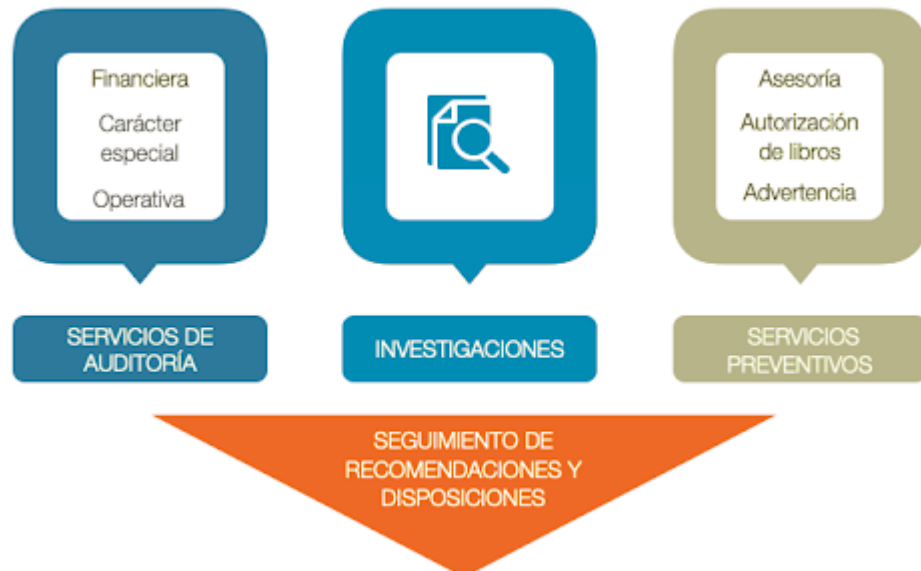 Financiera
Carácter
especial
Operativa
Asesoría
Autorización
de libros
Advertencia
SERVICIOS DE
AUDITORÍA
INVESTIGACIONES
SERVICIOS
PREVENTIVOS
SEGUIMIENTO DE
RECOMENDACIONES Y
DISPOSICIONES